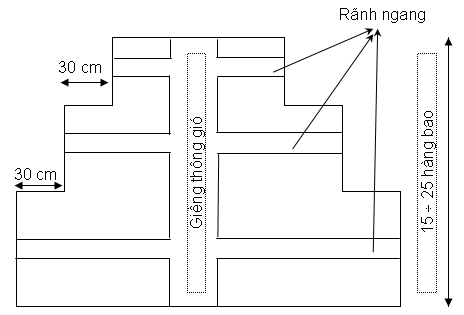 Rãnh ngang
30 cm
30 cm
Giếng thông gió
15 ÷ 25 hàng bao